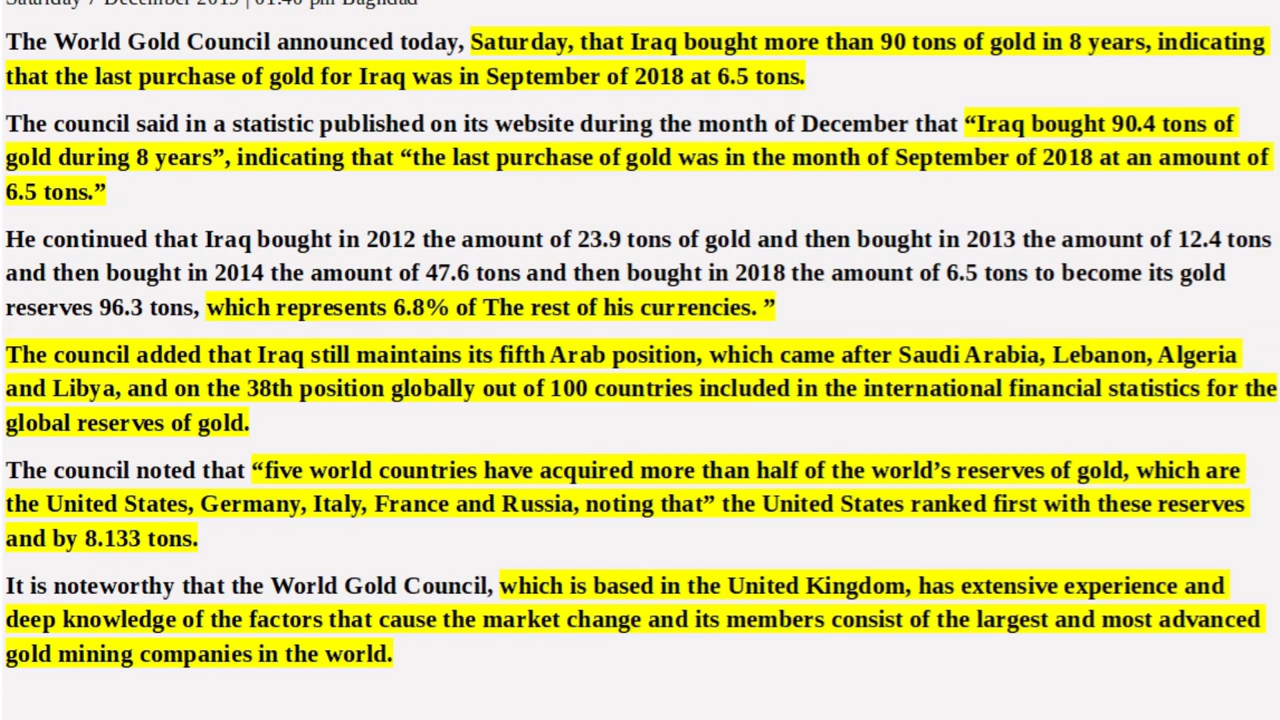 Saturday 7 December 2019 | 01:40 pm Baghdad
The World Gold Council announced today, Saturday, that Iraq bought more than 90 tons of gold in 8 years, indicating
that the last purchase of gold for Iraq was in September of 2018 at 6.5 tons.
The council said in a statistic published on its website during the month of December that “Iraq bought 90.4 tons of
gold during 8 years”, indicating that “the last purchase of gold was in the month of September of 2018 at an amount of
6.5 tons.”
He continued that Iraq bought in 2012 the amount of 23.9 tons of gold and then bought in 2013 the amount of 12.4 tons
and then bought in 2014 the amount of 47.6 tons and then bought in 2018 the amount of 6.5 tons to become its gold
reserves 96.3 tons, which represents 6.8% of The rest of his currencies. ”
The council added that Iraq still maintains its fifth Arab position, which came after Saudi Arabia, Lebanon, Algeria
and Libya, and on the 38th position globally out of 100 countries included in the international financial statistics for the
global reserves of gold.
The council noted that “five world countries have acquired more than half of the world’s reserves of gold, which are
the United States, Germany, Italy, France and Russia, noting that” the United States ranked first with these reserves
and by 8.133 tons.
It is noteworthy that the World Gold Council, which is based in the United Kingdom, has extensive experience and
deep knowledge of the factors that cause the market change and its members consist of the largest and most advanced
gold mining companies in the world.